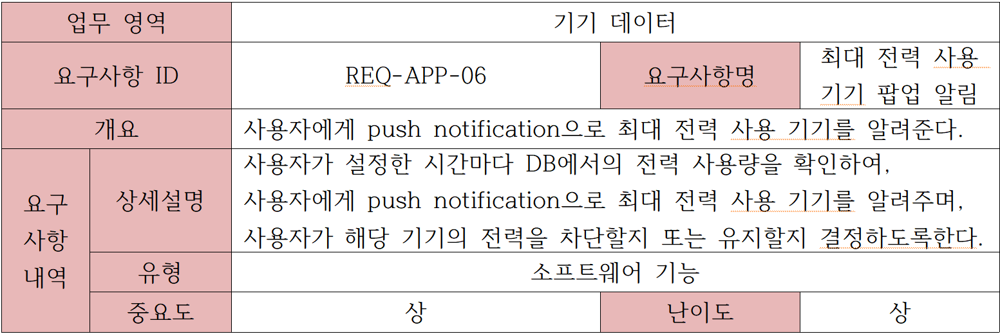 업무 영역 기기 데이터
요구사항 ID REQ-APP-06 요구사항명 최대 전력 사용
기기 팝업 알림
개요 사용자에게 push notification으로 최대 전력 사용 기기를 알려준다.
요구
사항
내역
상세설명
사용자가 설정한 시간마다 DB에서의 전력 사용량을 확인하여,
사용자에게 push notification으로 최대 전력 사용 기기를 알려주며,
사용자가 해당 기기의 전력을 차단할지 또는 유지할지 결정하도록한다.
유형 소프트웨어 기능
중요도 상 난이도 상